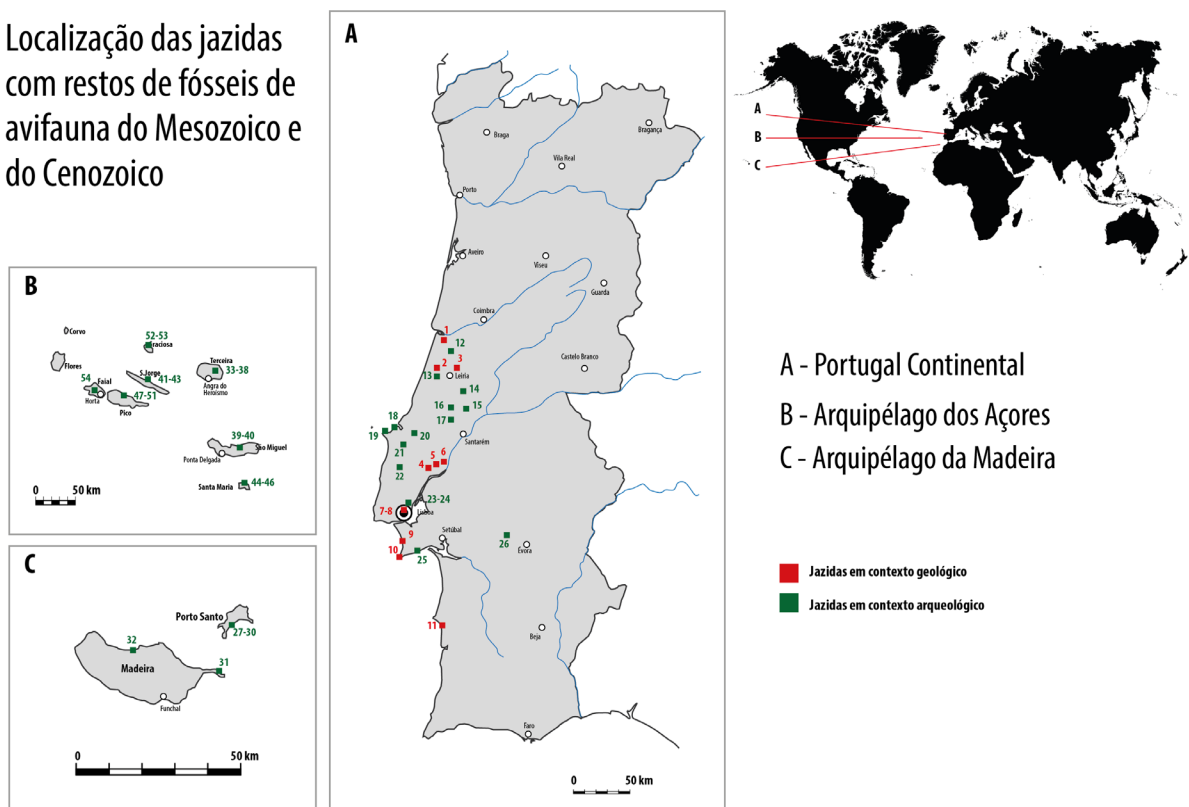 Localização das jazidas
com restos de fósseis de
avifauna do Mesozoico e
do Cenozoico
A
Braga
Bragança
Vila Real
Porto
Aveiro
Viseu
Guarda
Coimbra
1
12
2
3
Castelo Branco
13
Leiria
14
16
15
17
18
19
20
Santarém
21
22
4
5
6
23-24
7-8
Lisboa
Setúbal
9
26
Évora
10
25
11
Beja
Faro
0 50 km
A
B
C
B
Corvo
52-53
Graciosa
Flores
Terceira
33-38
Angra do
Heroísmo
S. Jorge
41-43
54
Faial
Horta
47-51
Pico
39-40
São Miguel
Ponta Delgada
Santa Maria
44-46
0 50 km
C
Porto Santo
27-30
32
31
Madeira
Funchal
0 50 km
A - Portugal Continental
B - Arquipélago dos Açores
C - Arquipélago da Madeira
Jazidas em contexto geológico
Jazidas em contexto arqueológico